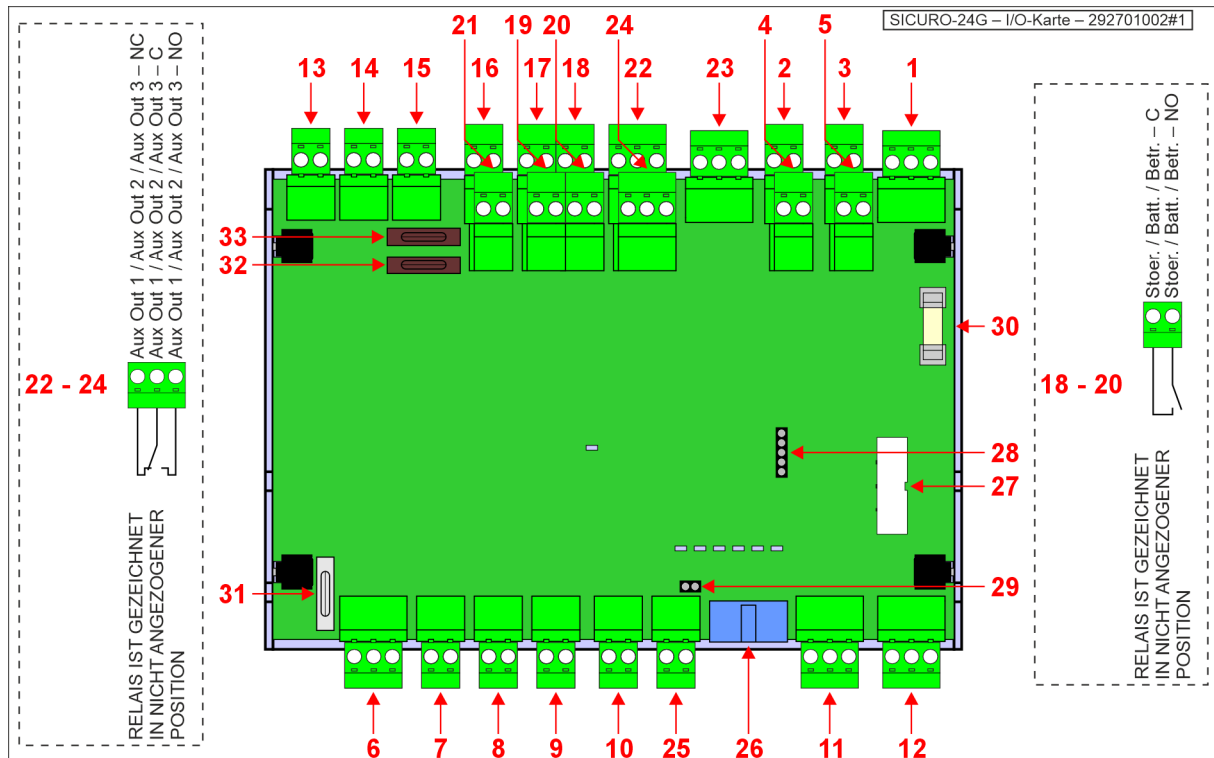 SICURO-24G – I/O-Karte – 292701002#1
21 19 20 24 4 5
13 14 15 16 17 18 22 23 2 3 1
33
32
30
28
27
29
31
6 7 8 9 10 25 26 11 12
22 - 24
Aux Out 1 / Aux Out 2 / Aux Out 3 – NC
Aux Out 1 / Aux Out 2 / Aux Out 3 – C
Aux Out 1 / Aux Out 2 / Aux Out 3 – NO
RELAIS IST GEZEICHNET
IN NICHT ANGEZOGENER
POSITION
18 - 20
Stoer. / Batt. / Betr. – C
Stoer. / Batt. / Betr. – NO
RELAIS IST GEZEICHNET
IN NICHT ANGEZOGENER
POSITION